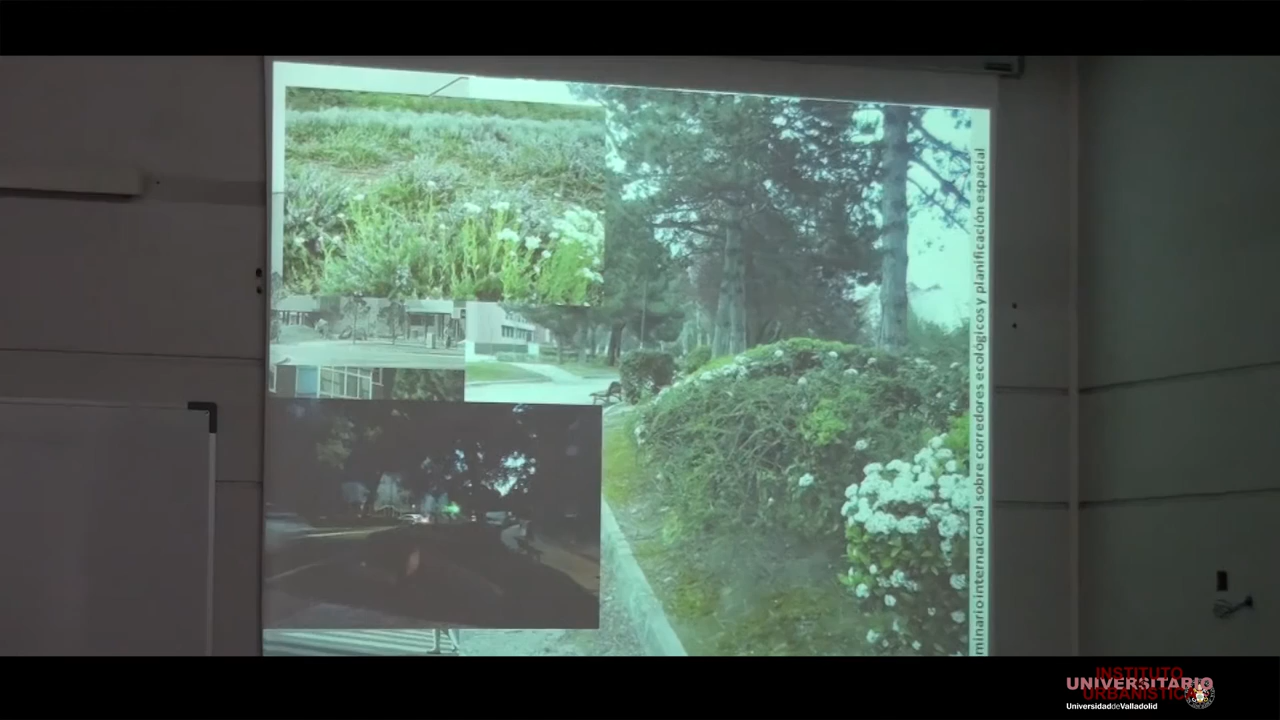 minario internacional sobre corredores ecológicos y planificación espacial
INSTITUTO
UNIVERSITARIO
URBANÍSTICA
UniversidaddeValladolid